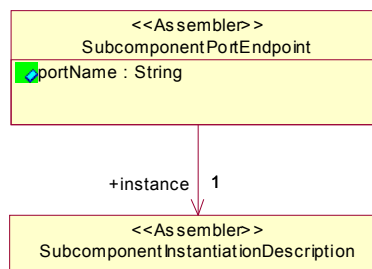 <<Assembler>>
SubcomponentPortEndpoint
portName : String
+instance 1
<<Assembler>>
SubcomponentInstantiationDescription